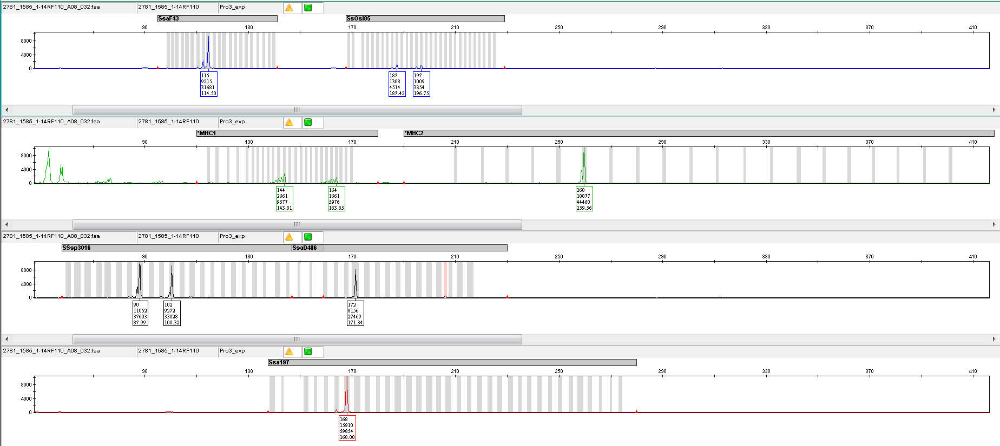 2781_1585_1-14RF110_A08_032.fsa 2781_1585_1-14RF110 Pro3_exp
SsaF43 SsOsl85
90 130 170 210 250 290 330 370 410
8000
4000
0
115 187 197
9215 1308 1009
31681 4514 3354
114.50 187.42 196.75
2781_1585_1-14RF110_A08_032.fsa 2781_1585_1-14RF110 Pro3_exp
*MHC1 *MHC2
90 130 170 210 250 290 330 370 410
8000
4000
0
144 164 260
2661 1661 10877
9577 5976 44460
143.81 163.85 259.56
2781_1585_1-14RF110_A08_032.fsa 2781_1585_1-14RF110 Pro3_exp
SSsp3016 SsaD486
90 130 170 210 250 290 330 370 410
8000
4000
0
90 102 172
11052 9272 8156
37603 33028 27469
87.99 100.32 171.34
2781_1585_1-14RF110_A08_032.fsa 2781_1585_1-14RF110 Pro3_exp
Ssa197
90 130 170 210 250 290 330 370 410
8000
4000
0
168
15910
59854
168.00